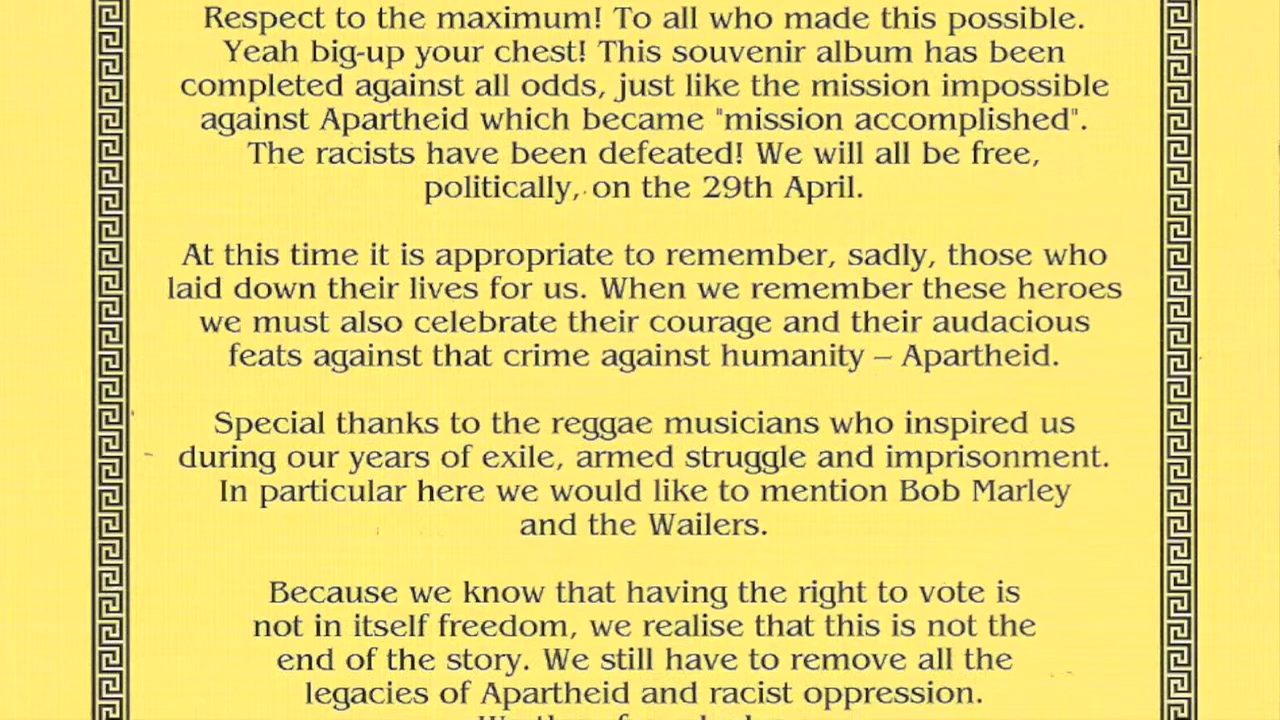 Respect to the maximum! To all who made this possible.
Yeah big-up your chest! This souvenir album has been
completed against all odds, just like the mission impossible
against Apartheid which became "mission accomplished".
The racists have been defeated! We will all be free,
politically, on the 29th April.
At this time it is appropriate to remember, sadly, those who
laid down their lives for us. When we remember these heroes
we must also celebrate their courage and their audacious
feats against that crime against humanity – Apartheid.
Special thanks to the reggae musicians who inspired us
during our years of exile, armed struggle and imprisonment.
In particular here we would like to mention Bob Marley
and the Wailers.
Because we know that having the right to vote is
not in itself freedom, we realise that this is not the
end of the story. We still have to remove all the
legacies of Apartheid and racist oppression.